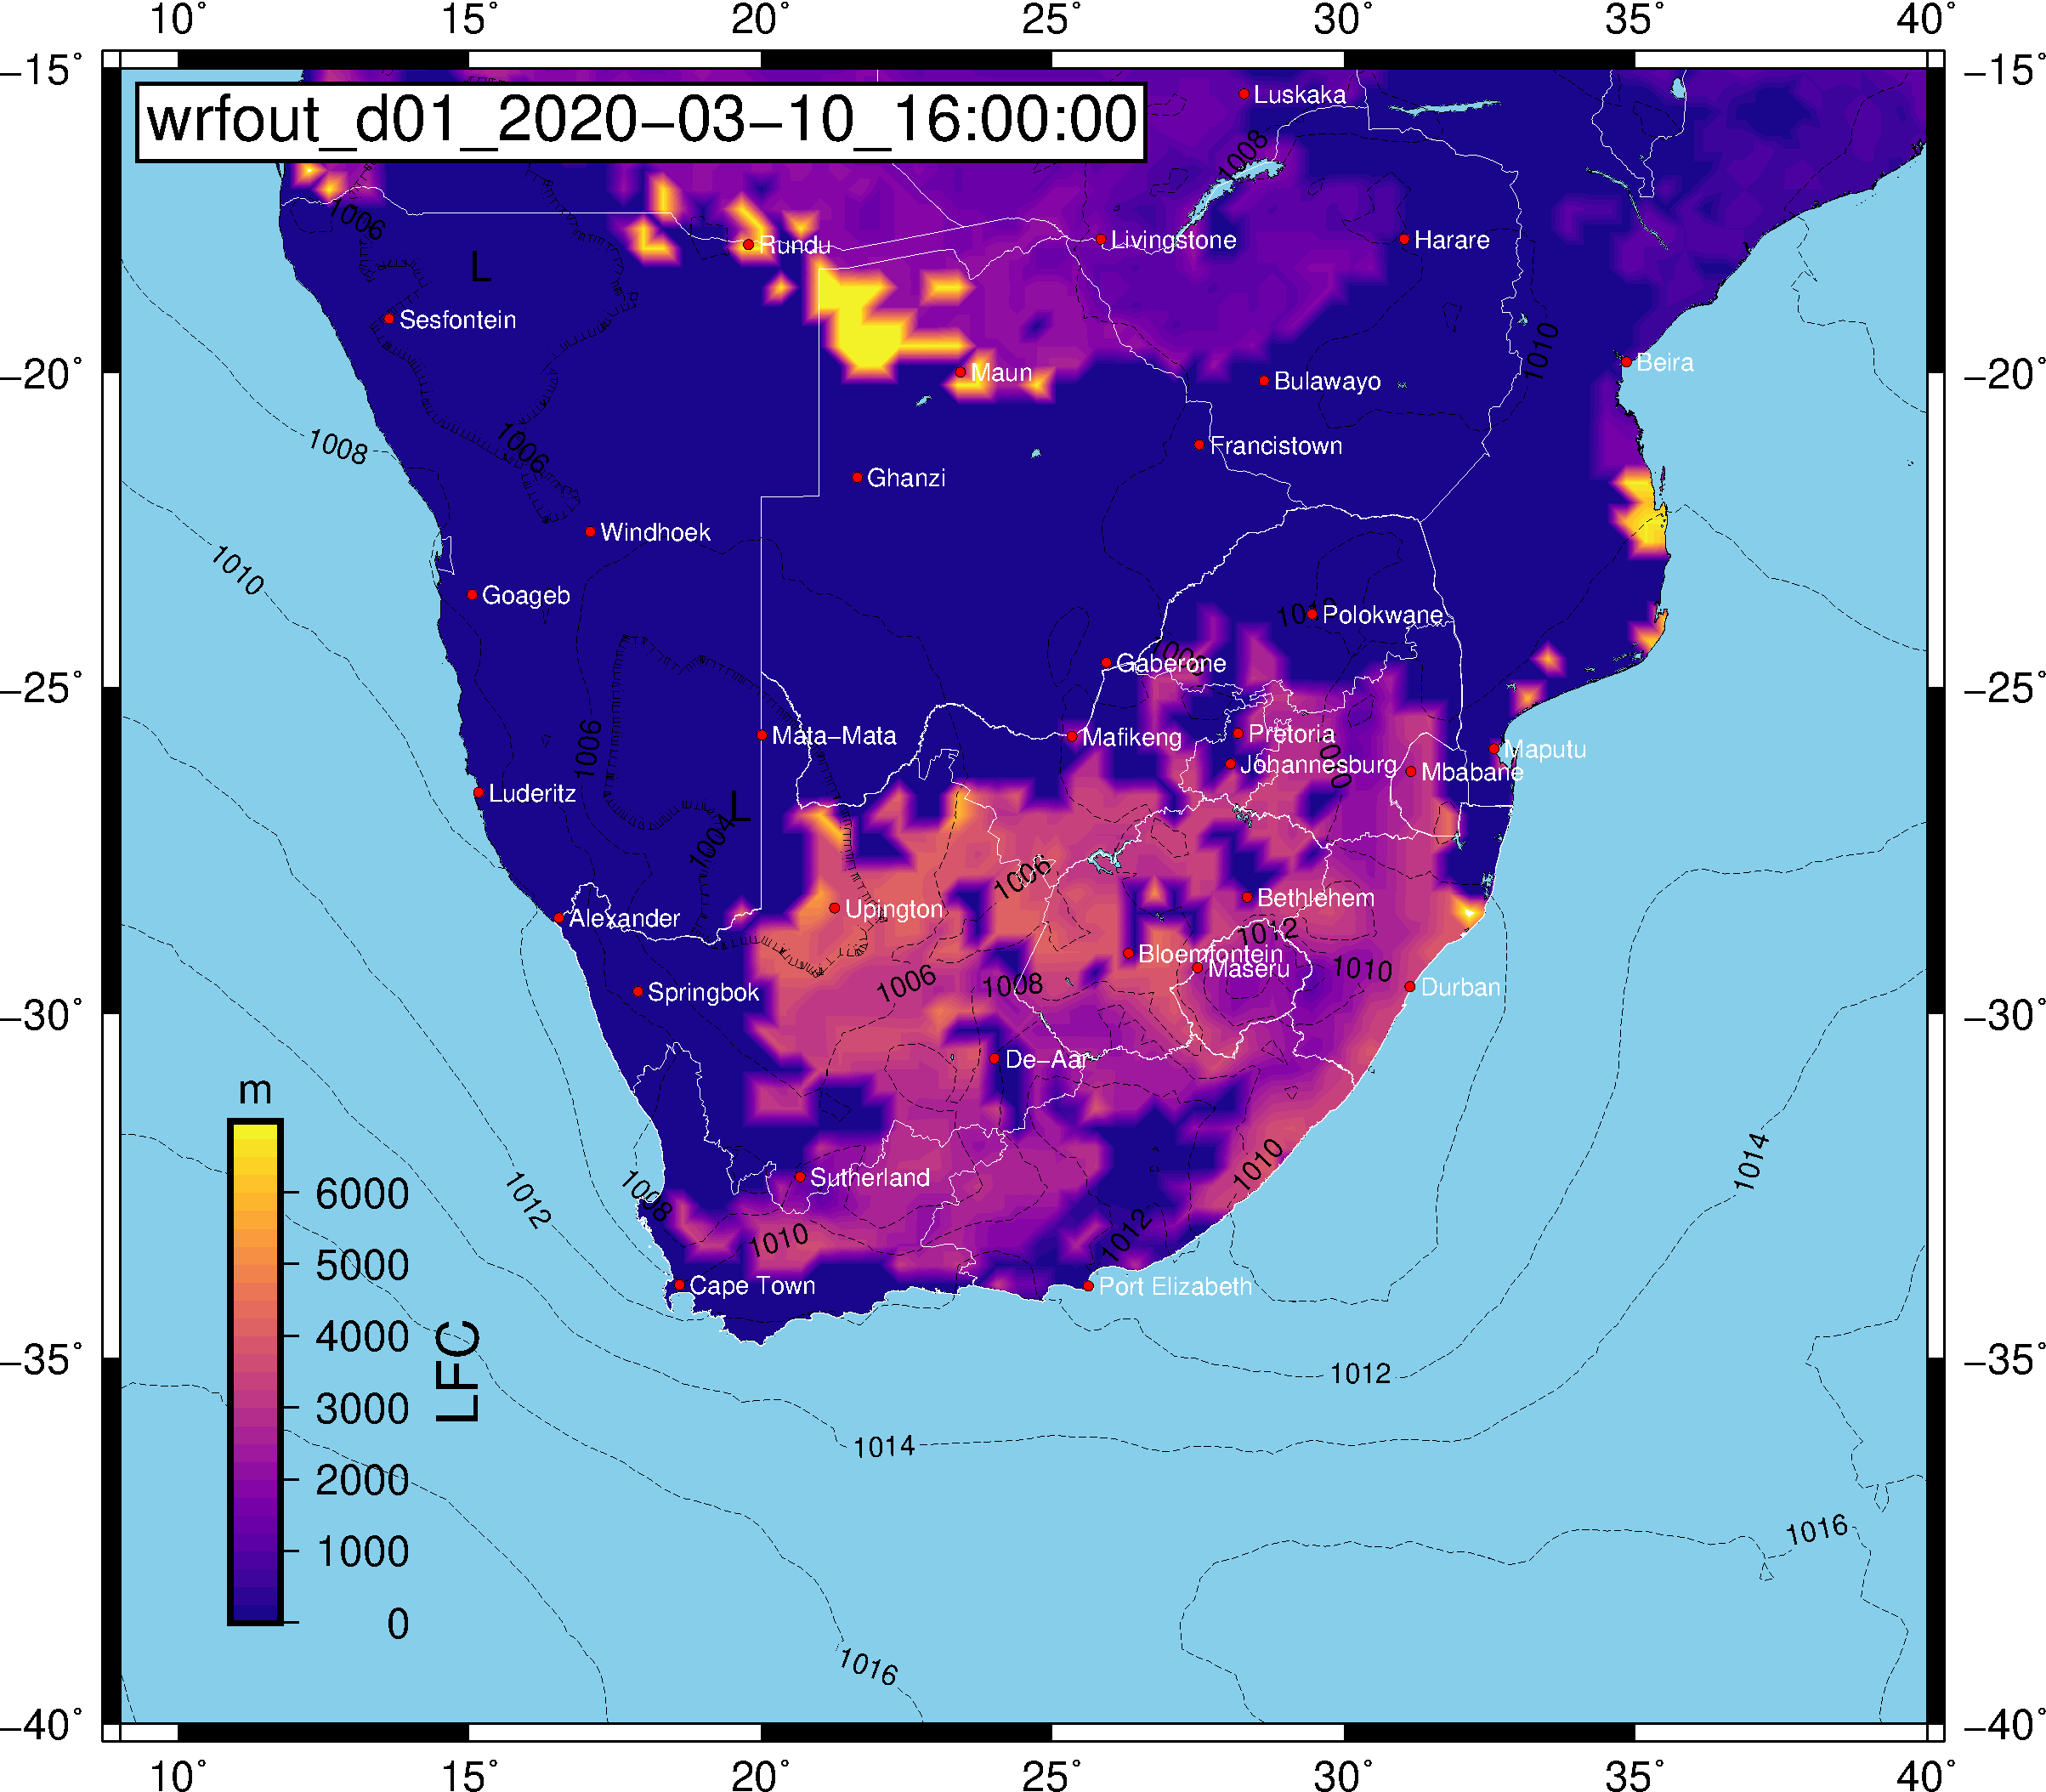 10° 15° 20° 25° 30° 35° 40°
−15° −15°
wrfout_d01_2020−03−10_16:00:00
Luskaka
1008
1006
Rundu
Livingstone
Harare
L
Sesfontein
1010
−20° −20°
Maun
Bulawayo
Beira
1008
1006
Francistown
Ghanzi
Windhoek
1010
Goageb
Polokwane
Gaberone
−25° −25°
1006
Mata−Mata
Mafikeng
Pretoria
1010
Maputu
Johannesburg
Mbabane
Luderitz
L
1004
1006
Bethlehem
Upington
Alexander
1012
Bloemfontein
Maseru
1010
1006
1008
Durban
Springbok
−30° −30°
De−Aar
m
1010
1014
Sutherland
1012
1008
6000
1010
1012
5000
Cape Town
Port Elizabeth
4000
LFC
−35° −35°
1012
3000
1014
2000
1016
1000
0
1016
−40° −40°
10° 15° 20° 25° 30° 35° 40°